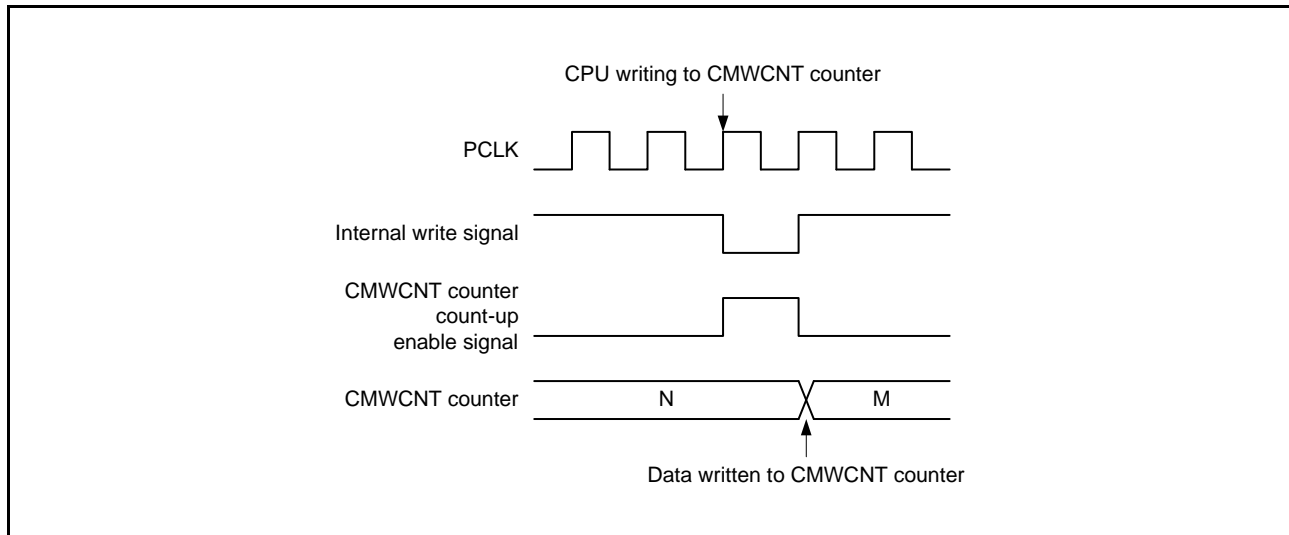 CPU writing to CMWCNT counter
PCLK
Internal write signal
CMWCNT counter
count-up
enable signal
CMWCNT counter
N
M
Data written to CMWCNT counter